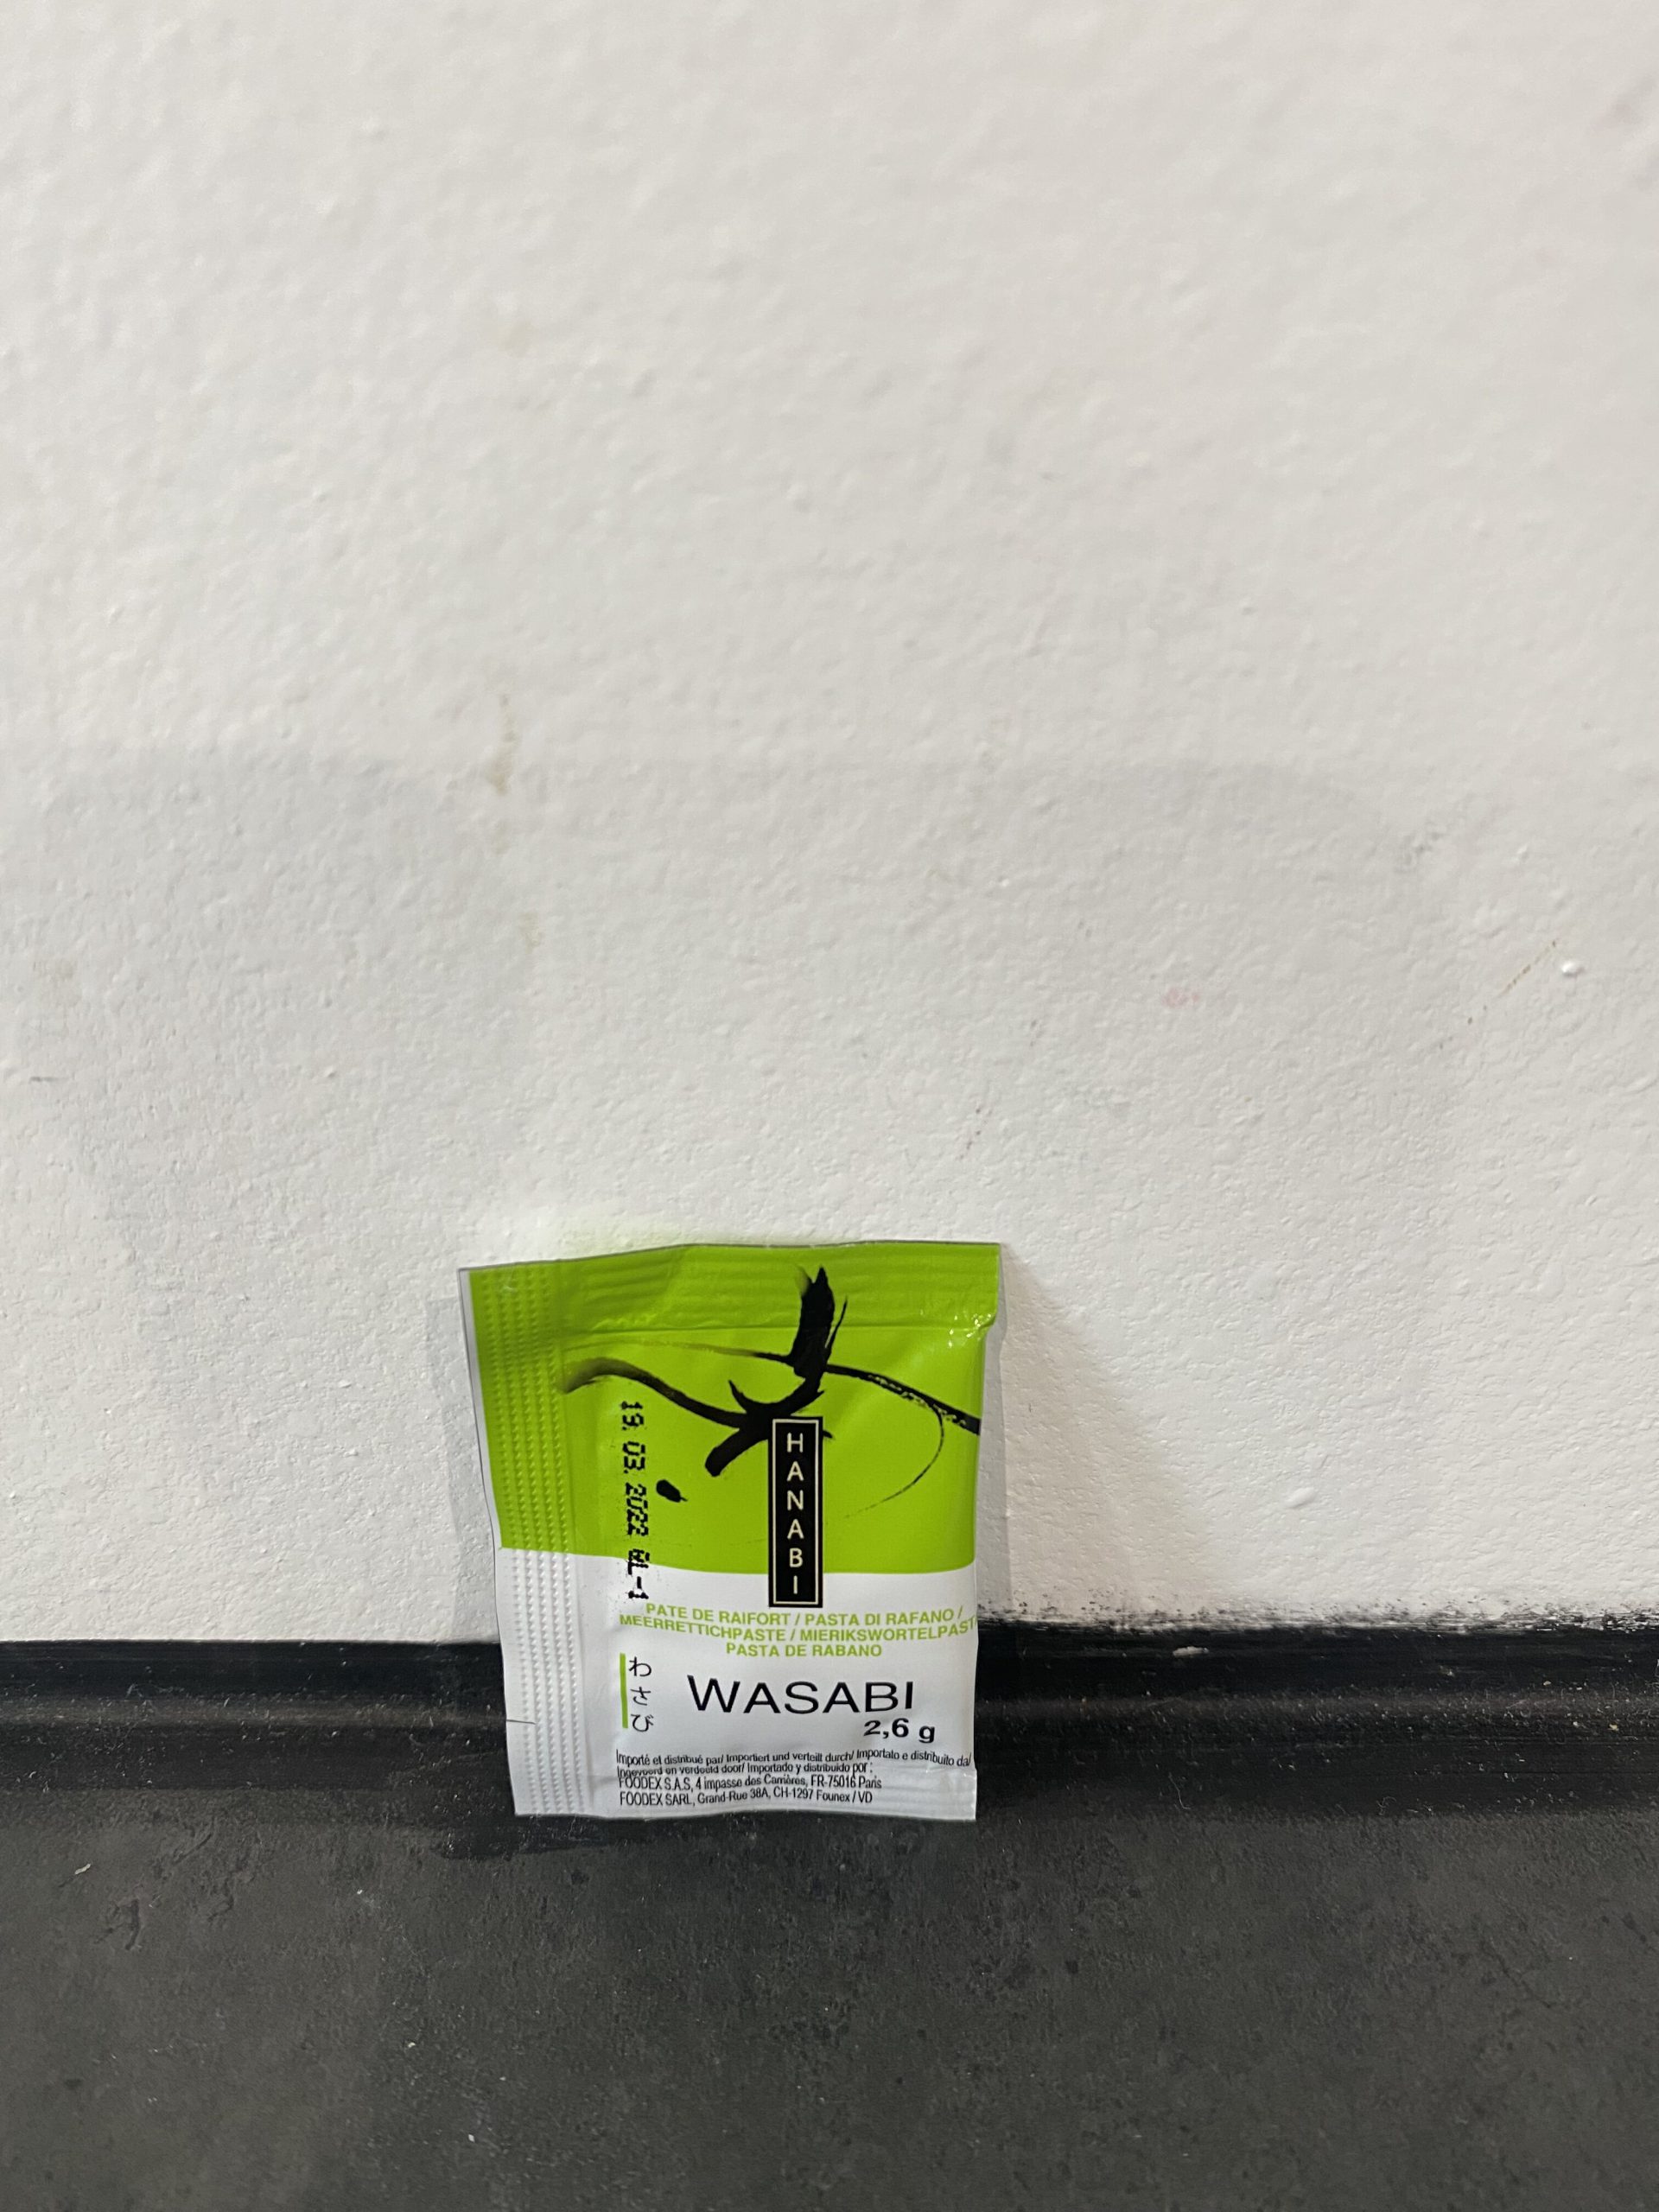 19. 03. 2022 GL-1
HANABI
PATE DE RAIFORT / PASTA DI RAFANO /
MEERRETTICHPASTE / MIERIKSWORTELPAST
PASTA DE RABANO
わさび
WASABI
2,6 g
Importé et distribué par/ Importiert und verteilt durch/ Importato e distribuito da/
Ingevoerd en verdeeld door/ Importado y distribuido por :
FOODEX S.A.S, 4 impasse des Carrières, FR-75016 Paris
FOODEX SARL, Grand-Rue 38A, CH-1297 Founex / VD